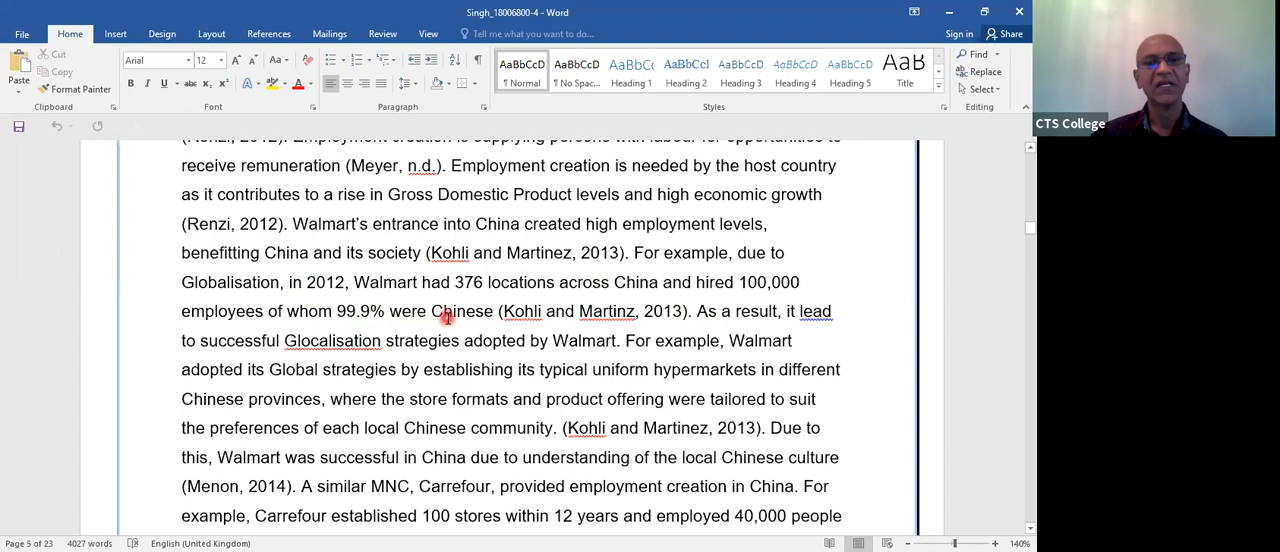 Singh_18006800-4 - Word
File
Home
Insert
Design
Layout
References
Mailings
Review
View
Tell me what you want to do...
Sign in
Share
Paste
Cut
Copy
Format Painter
Clipboard
Arial
12
Font
Paragraph
AaBbCcD
¶ Normal
AaBbCcD
¶ No Spac...
AaBbCc
Heading 1
AaBbCcI
Heading 2
AaBbCcD
Heading 3
AaBbCcD
Heading 4
AaBbCcD
Heading 5
AaB
Title
Styles
Find
Replace
Select
Editing
CTS College
(Renzi, 2012). Employment creation is supplying persons with labour for opportunities to
receive remuneration (Meyer, n.d.). Employment creation is needed by the host country
as it contributes to a rise in Gross Domestic Product levels and high economic growth
(Renzi, 2012). Walmart's entrance into China created high employment levels,
benefitting China and its society (Kohli and Martinez, 2013). For example, due to
Globalisation, in 2012, Walmart had 376 locations across China and hired 100,000
employees of whom 99.9% were Chinese (Kohli and Martinz, 2013). As a result, it lead
to successful Glocalisation strategies adopted by Walmart. For example, Walmart
adopted its Global strategies by establishing its typical uniform hypermarkets in different
Chinese provinces, where the store formats and product offering were tailored to suit
the preferences of each local Chinese community. (Kohli and Martinez, 2013). Due to
this, Walmart was successful in China due to understanding of the local Chinese culture
(Menon, 2014). A similar MNC, Carrefour, provided employment creation in China. For
example, Carrefour established 100 stores within 12 years and employed 40,000 people
Page 5 of 23
4027 words
English (United Kingdom)
140%